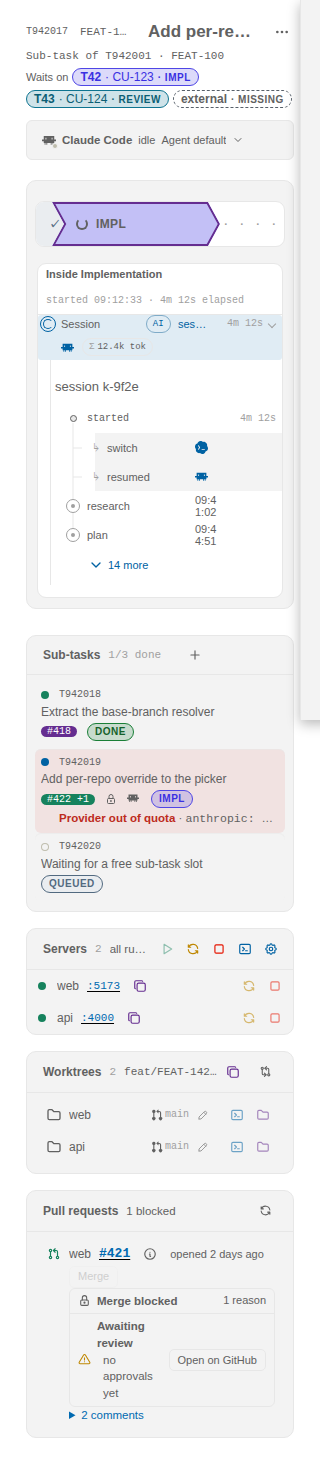 T942017 FEAT-1… Add per-re… ···
Sub-task of T942001 · FEAT-100
Waits on T42 · CU-123 · IMPL
T43 · CU-124 · REVIEW external · MISSING
Claude Code idle Agent default
✓ IMPL
Inside Implementation
started 09:12:33 · 4m 12s elapsed
Session AI ses… 4m 12s
Σ 12.4k tok
session k-9f2e
started 4m 12s
↳ switch
↳ resumed
research 09:4
1:02
plan 09:4
4:51
14 more
Sub-tasks 1/3 done +
T942018
Extract the base-branch resolver
#418 DONE
T942019
Add per-repo override to the picker
#422 +1 IMPL
Provider out of quota · anthropic: …
T942020
Waiting for a free sub-task slot
QUEUED
Servers 2 all ru…
web :5173
api :4000
Worktrees 2 feat/FEAT-142…
web main
api main
Pull requests 1 blocked
web #421 opened 2 days ago
Merge
Merge blocked 1 reason
Awaiting
review
no
approvals
yet
Open on GitHub
2 comments